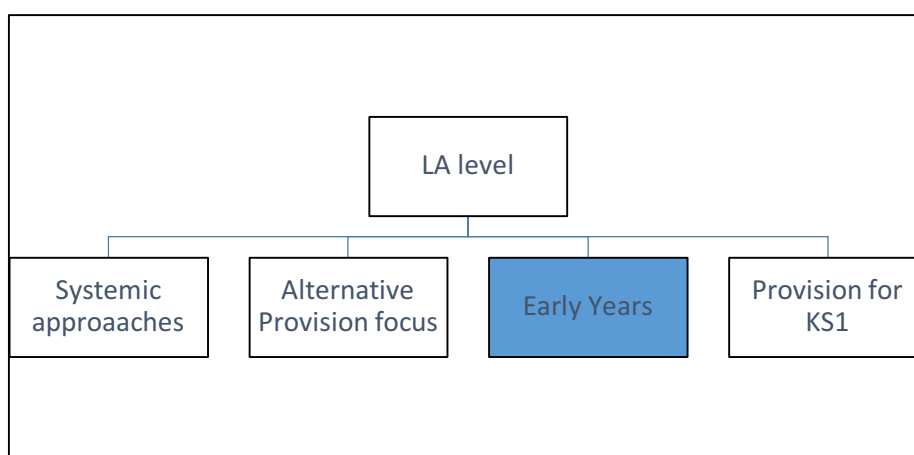 LA level
Systemic
approaaches
Alternative
Provision focus
Early Years
Provision for
KS1